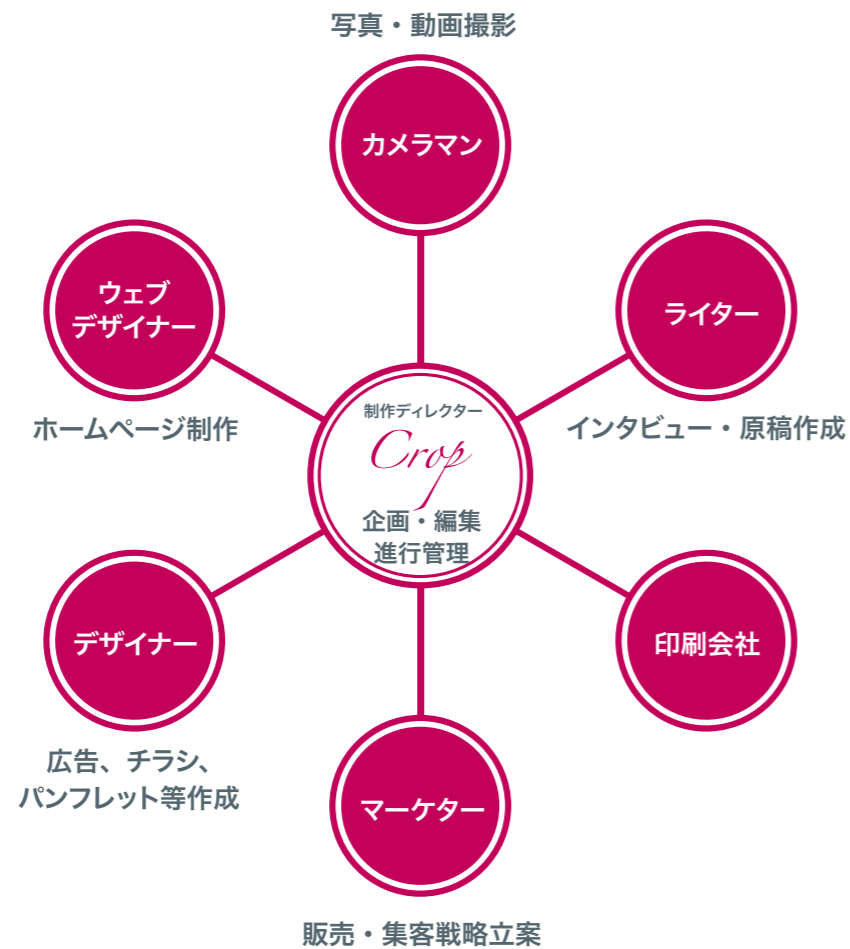 写真・動画撮影
カメラマン
ウェブ
デザイナー
ホームページ制作
ライター
インタビュー・原稿作成
制作ディレクター
Crop
企画・編集
進行管理
デザイナー
広告、チラシ、
パンフレット等作成
印刷会社
マーケター
販売・集客戦略立案